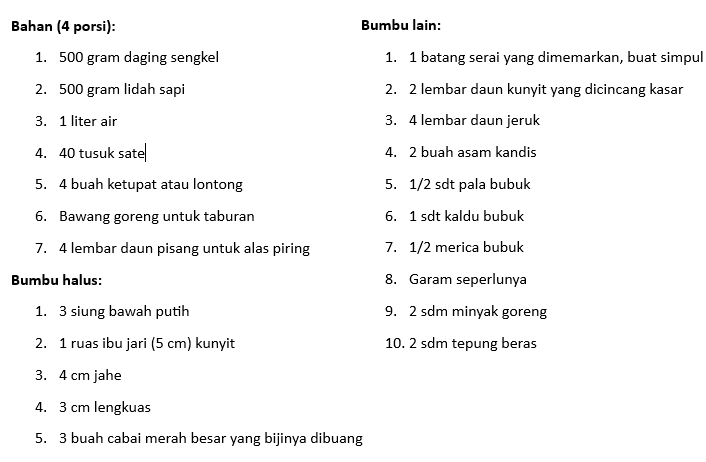 Bahan (4 porsi):
1. 500 gram daging sengkel
2. 500 gram lidah sapi
3. 1 liter air
4. 40 tusuk sate
5. 4 buah ketupat atau lontong
6. Bawang goreng untuk taburan
7. 4 lembar daun pisang untuk alas piring
Bumbu halus:
1. 3 siung bawah putih
2. 1 ruas ibu jari (5 cm) kunyit
3. 4 cm jahe
4. 3 cm lengkuas
5. 3 buah cabai merah besar yang bijinya dibuang
Bumbu lain:
1. 1 batang serai yang dimemarkan, buat simpul
2. 2 lembar daun kunyit yang dicincang kasar
3. 4 lembar daun jeruk
4. 2 buah asam kandis
5. 1/2 sdt pala bubuk
6. 1 sdt kaldu bubuk
7. 1/2 merica bubuk
8. Garam seperlunya
9. 2 sdm minyak goreng
10. 2 sdm tepung beras